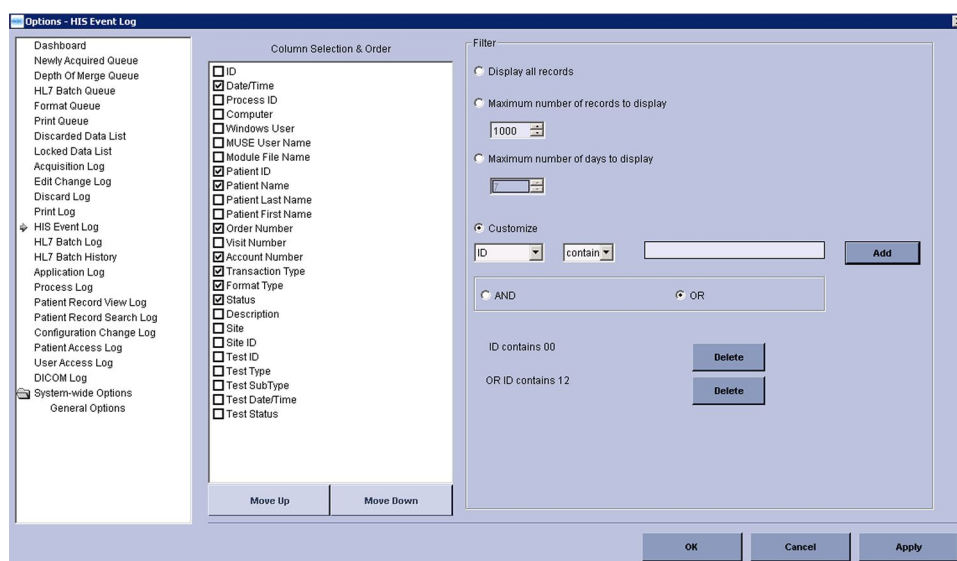 Options - HIS Event Log
Dashboard
Newly Acquired Queue
Depth Of Merge Queue
HL7 Batch Queue
Format Queue
Print Queue
Discarded Data List
Locked Data List
Acquisition Log
Edit Change Log
Discard Log
Print Log
HIS Event Log
HL7 Batch Log
HL7 Batch History
Application Log
Process Log
Patient Record View Log
Patient Record Search Log
Configuration Change Log
Patient Access Log
User Access Log
DICOM Log
System-wide Options
General Options
Column Selection & Order
ID
Date/Time
Process ID
Computer
Windows User
MUSE User Name
Module File Name
Patient ID
Patient Name
Patient Last Name
Patient First Name
Order Number
Visit Number
Account Number
Transaction Type
Format Type
Status
Description
Site
Site ID
Test ID
Test Type
Test SubType
Test Date/Time
Test Status
Move Up
Move Down
Filter
Display all records
Maximum number of records to display
1000
Maximum number of days to display
7
Customize
ID
contain
Add
AND
OR
ID contains 00
Delete
OR ID contains 12
Delete
OK
Cancel
Apply